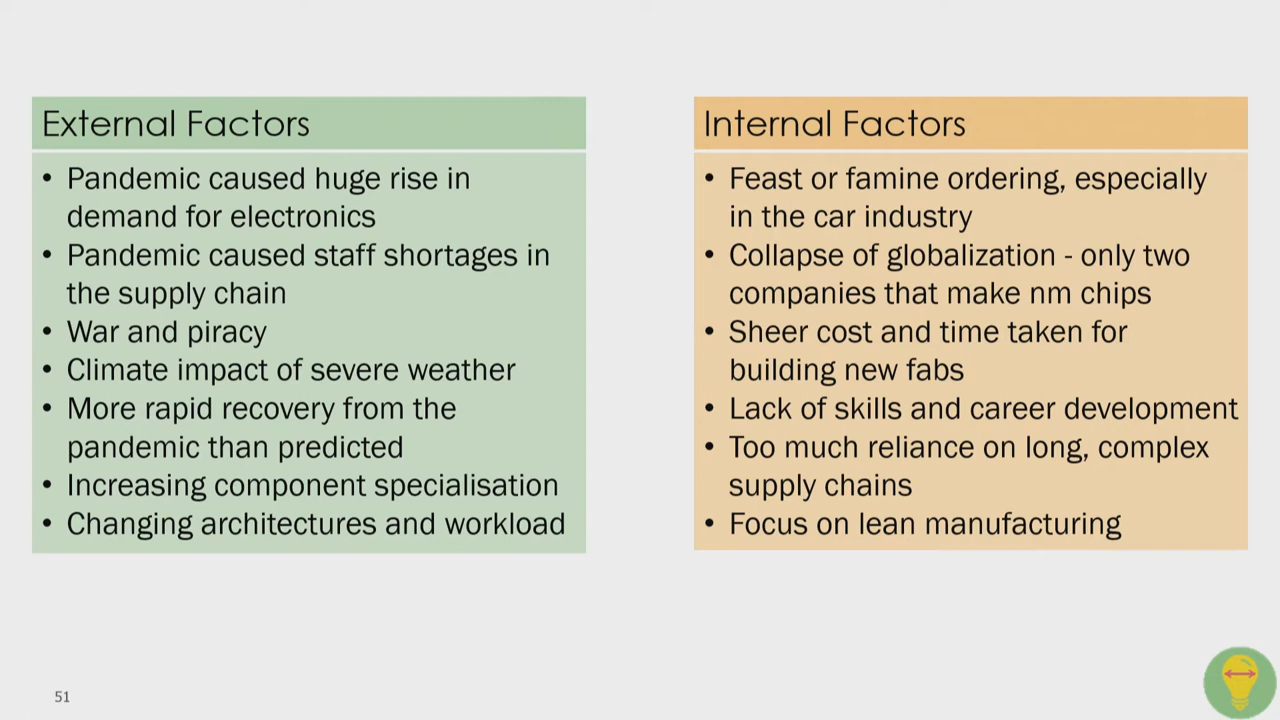 External Factors
• Pandemic caused huge rise in
demand for electronics
• Pandemic caused staff shortages in
the supply chain
• War and piracy
• Climate impact of severe weather
• More rapid recovery from the
pandemic than predicted
• Increasing component specialisation
• Changing architectures and workload
Internal Factors
• Feast or famine ordering, especially
in the car industry
• Collapse of globalization - only two
companies that make nm chips
• Sheer cost and time taken for
building new fabs
• Lack of skills and career development
• Too much reliance on long, complex
supply chains
• Focus on lean manufacturing
51